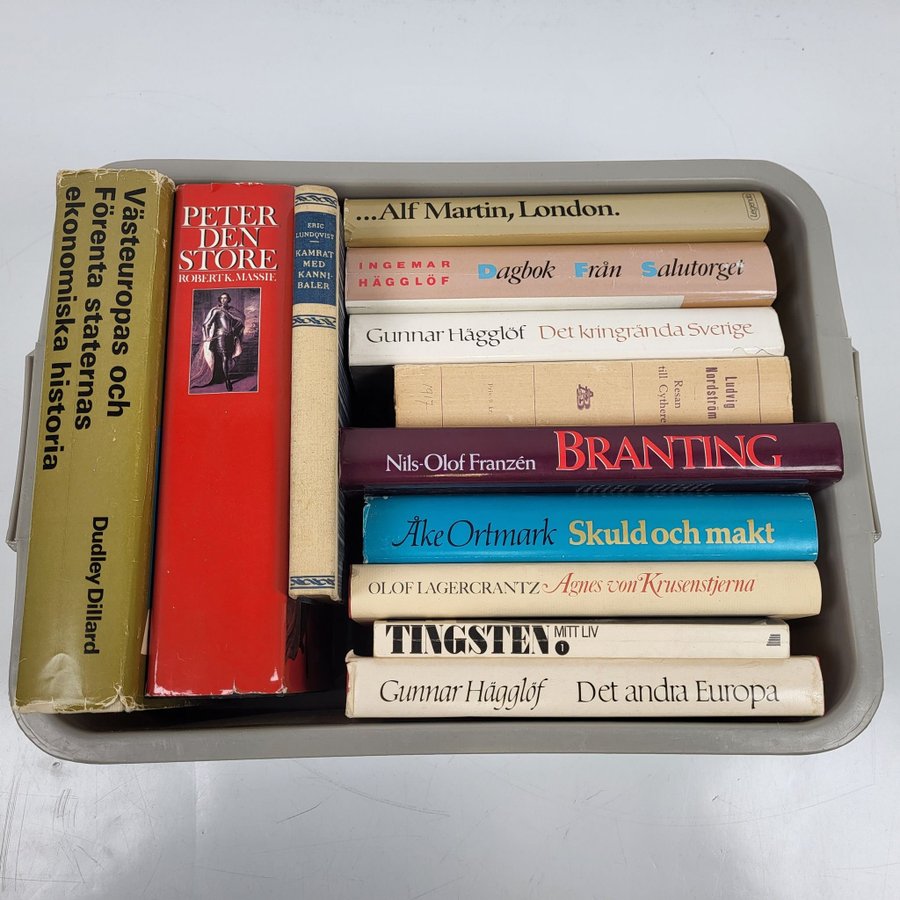 Västeuropas och
Förenta staternas
ekonomiska historia
Dudley Dillard
PETER
DEN
STORE
ROBERT K. MASSIE
ERIC
LUNDQVIST
KAMRAT
MED
KANNI-
BALER
...Alf Martin, London.
Legenda
INGEMAR
HÄGGLÖF
Dagbok Från Salutorget
Gunnar Hägglöf Det kringrända Sverige
Ludvig
Nordström
Resan
till Cythere
Nils-Olof Franzén BRANTING
Åke Ortmark Skuld och makt
OLOF LAGERCRANTZ Agnes von Krusenstjerna
TINGSTEN MITT LIV
1
Gunnar Hägglöf Det andra Europa